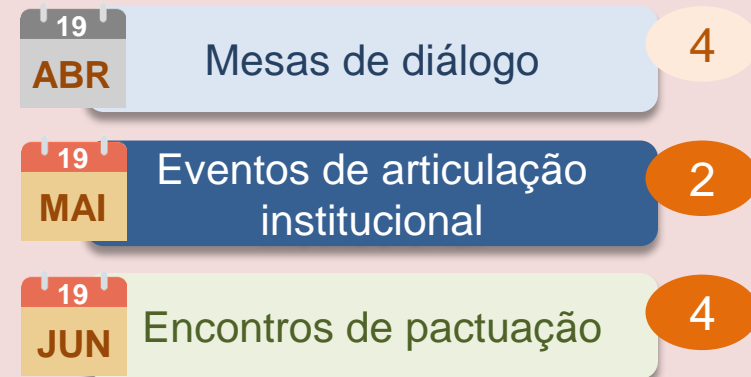 19
ABR
Mesas de diálogo
4
19
MAI
Eventos de articulação
institucional
2
19
JUN
Encontros de pactuação
4